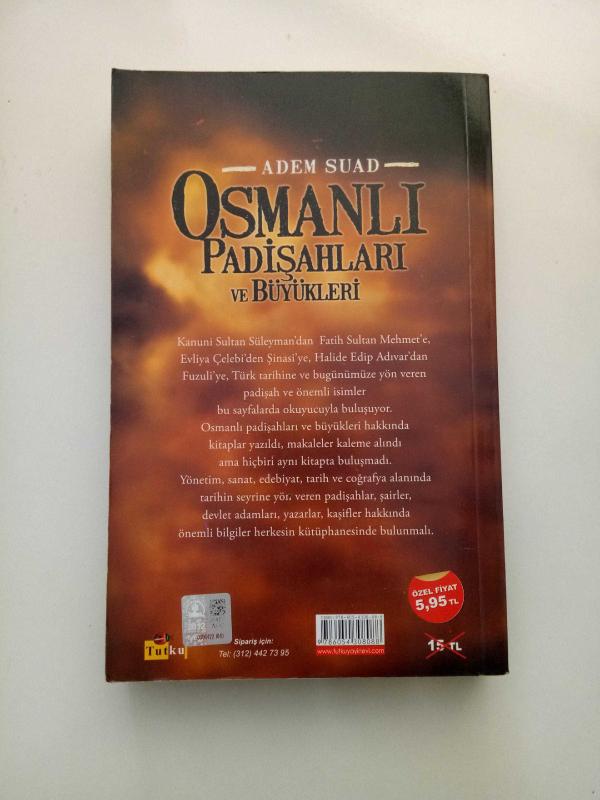 ADEM SUAD
OSMANLI
PADİŞAHLARI
VE BÜYÜKLERİ
Kanuni Sultan Süleyman'dan Fatih Sultan Mehmet'e,
Evliya Çelebi'den Şinasi'ye, Halide Edip Adıvar'dan
Fuzuli'ye, Türk tarihine ve bugünümüze yön veren
padişah ve önemli isimler
bu sayfalarda okuyucuyla buluşuyor.
Osmanlı padişahları ve büyükleri hakkında
kitaplar yazıldı, makaleler kaleme alındı
ama hiçbiri aynı kitapta buluşmadı.
Yönetim, sanat, edebiyat, tarih ve coğrafya alanında
tarihin seyrine yön veren padişahlar, şairler,
devlet adamları, yazarlar, kaşifler hakkında
önemli bilgiler herkesin kütüphanesinde bulunmalı.
ÖZEL FİYAT
5,95 TL
15 TL
9786054308088
www.tutkuyayinevi.com
Sipariş için:
Tel: (312) 442 73 95
Tutku